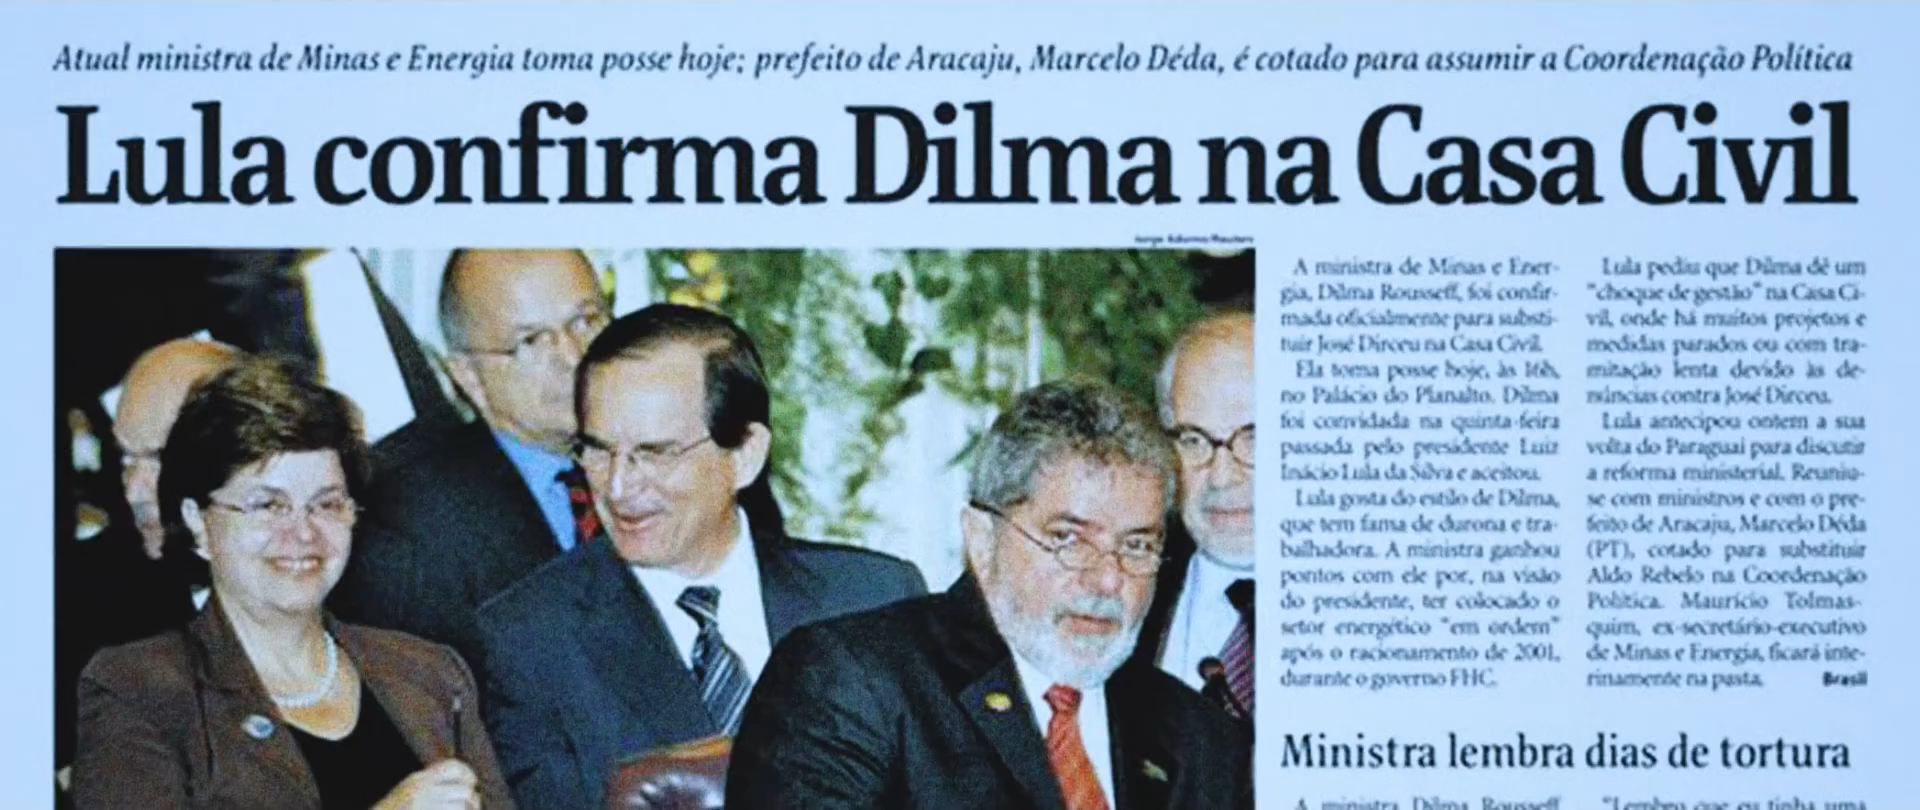 Atual ministra de Minas e Energia toma posse hoje; prefeito de Aracaju, Marcelo Déda, é cotado para assumir a Coordenação Política
Lula confirma Dilma na Casa Civil
A ministra de Minas e Ener-
gia, Dilma Rousseff, foi confir-
mada oficialmente para substi-
tuir José Dirceu na Casa Civil.
Ela toma posse hoje, às 16h,
no Palácio do Planalto. Dilma
foi convidada na quinta-feira
passada pelo presidente Luiz
Inácio Lula da Silva e aceitou.
Lula gosta do estilo de Dilma,
que tem fama de durona e tra-
balhadora. A ministra ganhou
pontos com ele por, na visão
do presidente, ter colocado o
setor energético "em ordem"
após o racionamento de 2001,
durante o governo FHC.
Lula pediu que Dilma dê um
"choque de gestão" na Casa Ci-
vil, onde há muitos projetos e
medidas parados ou com tra-
mitação lenta devido às de-
núncias contra José Dirceu.
Lula antecipou ontem a sua
volta do Paraguai para discutir
a reforma ministerial. Reuniu-
se com ministros e com o pre-
feito de Aracaju, Marcelo Déda
(PT), cotado para substituir
Aldo Rebelo na Coordenação
Política. Maurício Tolmas-
quim, ex-secretário-executivo
de Minas e Energia, ficará inte-
rinamente na pasta. Brasil
Ministra lembra dias de tortura
A ministra Dilma Rousseff
"Lembro que eu tinha uma